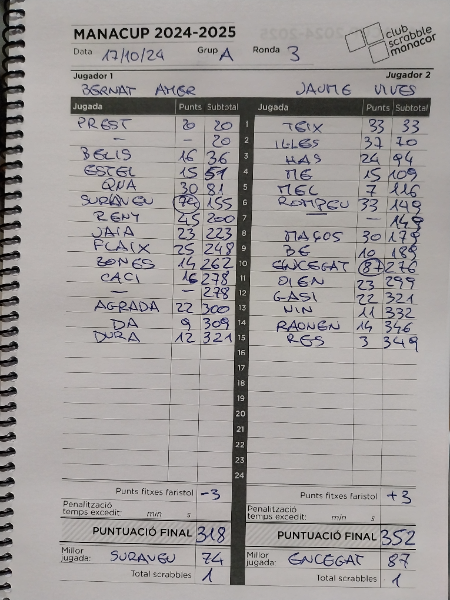 MANACUP 2024-2025
club scrabble manacor
Data 17/10/24 Grup A Ronda 3
Jugador 1 Jugador 2
BERNAT AMER JAUME VIVES
Jugada Punts Subtotal Jugada Punts Subtotal
PREST 20 20 1 TEIX 33 33
- - 20 2 ILLES 37 70
BELIS 16 36 3 HAS 24 94
ESTEL 15 51 4 ME 15 109
QNA 30 81 5 MEL 7 116
SURAVEU 74 155 6 ROMPEU 33 149
RENY 45 200 7 - - 149
JAIA 23 223 8 MAÇOS 30 179
FLAIX 25 248 9 BE 10 189
ZONES 14 262 10 ENCEGAT 87 276
CACI 16 278 11 OIEN 23 299
- - 278 12 GASI 22 321
AGRADA 22 300 13 NIN 11 332
DA 9 309 14 RAONEN 14 346
DURA 12 321 15 RES 3 349
16
17
18
19
20
21
22
23
24
Punts fitxes faristol -3 Punts fitxes faristol +3
Penalització temps excedit: min s Penalització temps excedit: min s
PUNTUACIÓ FINAL 318 PUNTUACIÓ FINAL 352
Millor jugada: SURAVEU 74 Millor jugada: ENCEGAT 87
Total scrabbles 1 Total scrabbles 1